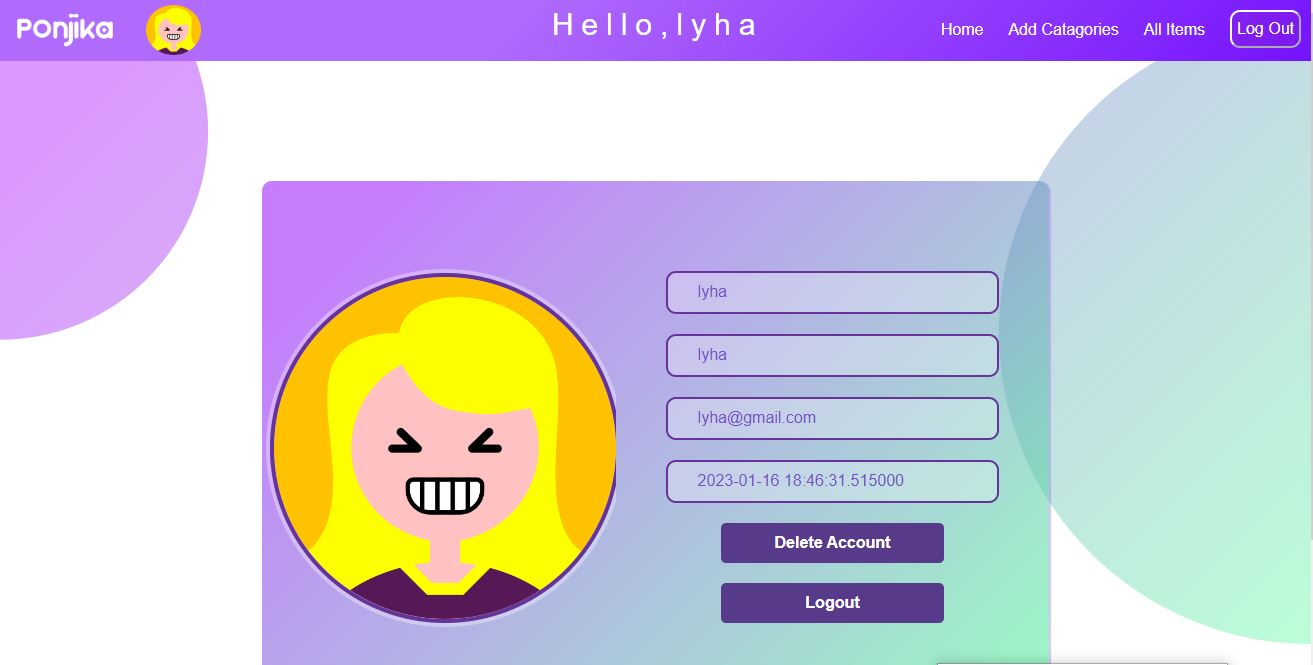 Ponjika
Hello,lyha
Home
Add Catagories
All Items
Log Out
lyha
lyha
lyha@gmail.com
2023-01-16 18:46:31.515000
Delete Account
Logout